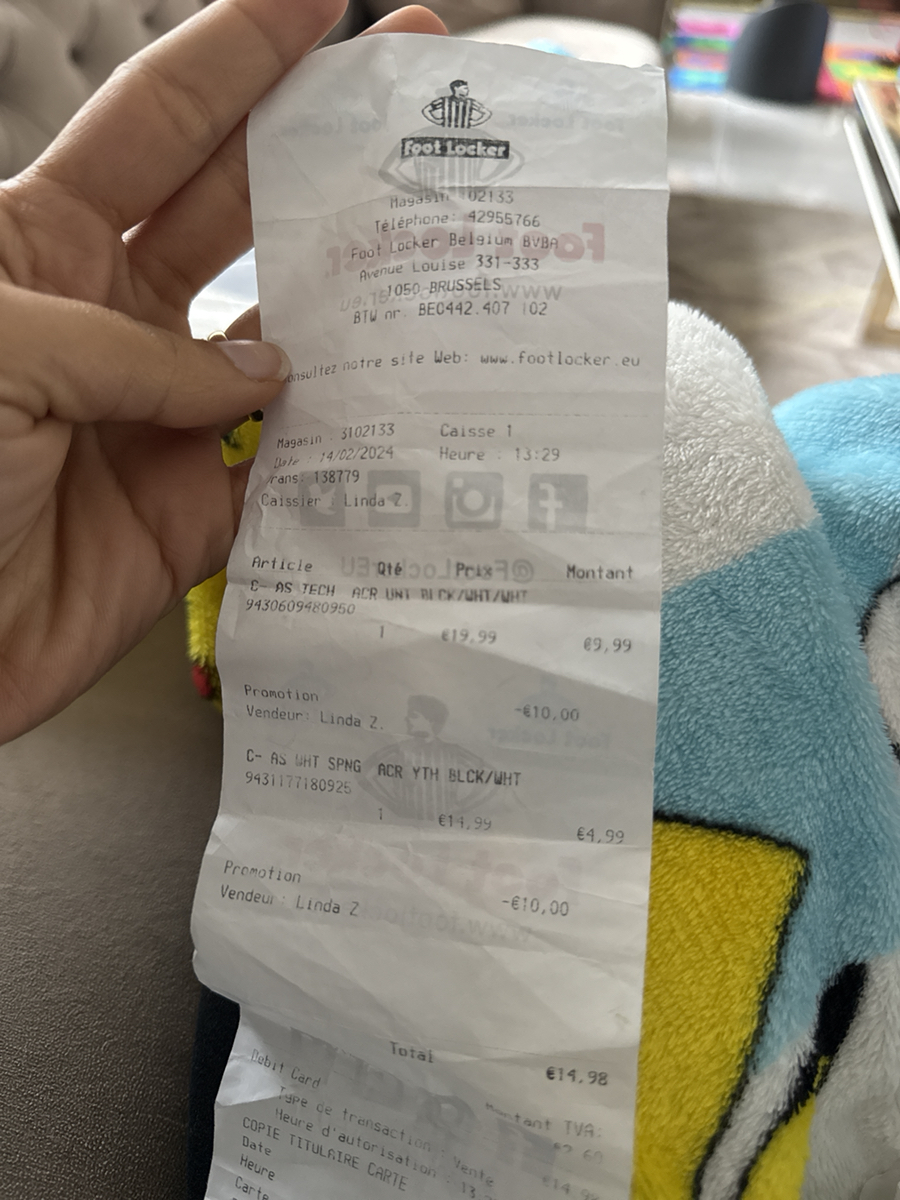 Foot Locker
Magasin 02133
Téléphone: 42955766
Foot Locker Belgium BVBA
Avenue Louise 331-333
1050-BRUSSELS
BTW nr. BE0442.407 102
onsultez notre site Web: www.footlocker.eu
Magasin : 3102133 Caisse 1
Date : 14/02/2024 Heure : 13:29
rans: 138779
Caissier : Linda Z.
Article Qté Prix Montant
C- AS TECH ACR UNI BLCK/WHT/WHT
9430609480950
1 €19,99 €9,99
Promotion -€10,00
Vendeur: Linda Z.
C- AS WHT SPNG ACR YTH BLCK/WHT
9431177180925
1 €14,99 €4,99
Promotion -€10,00
Vendeur : Linda Z
Total €14,98
Debit Card Montant TVA:
Type de transaction : Vente
Heure d'autorisation : 13
COPIE TITULAIRE CARTE
Date
Heure
Carte